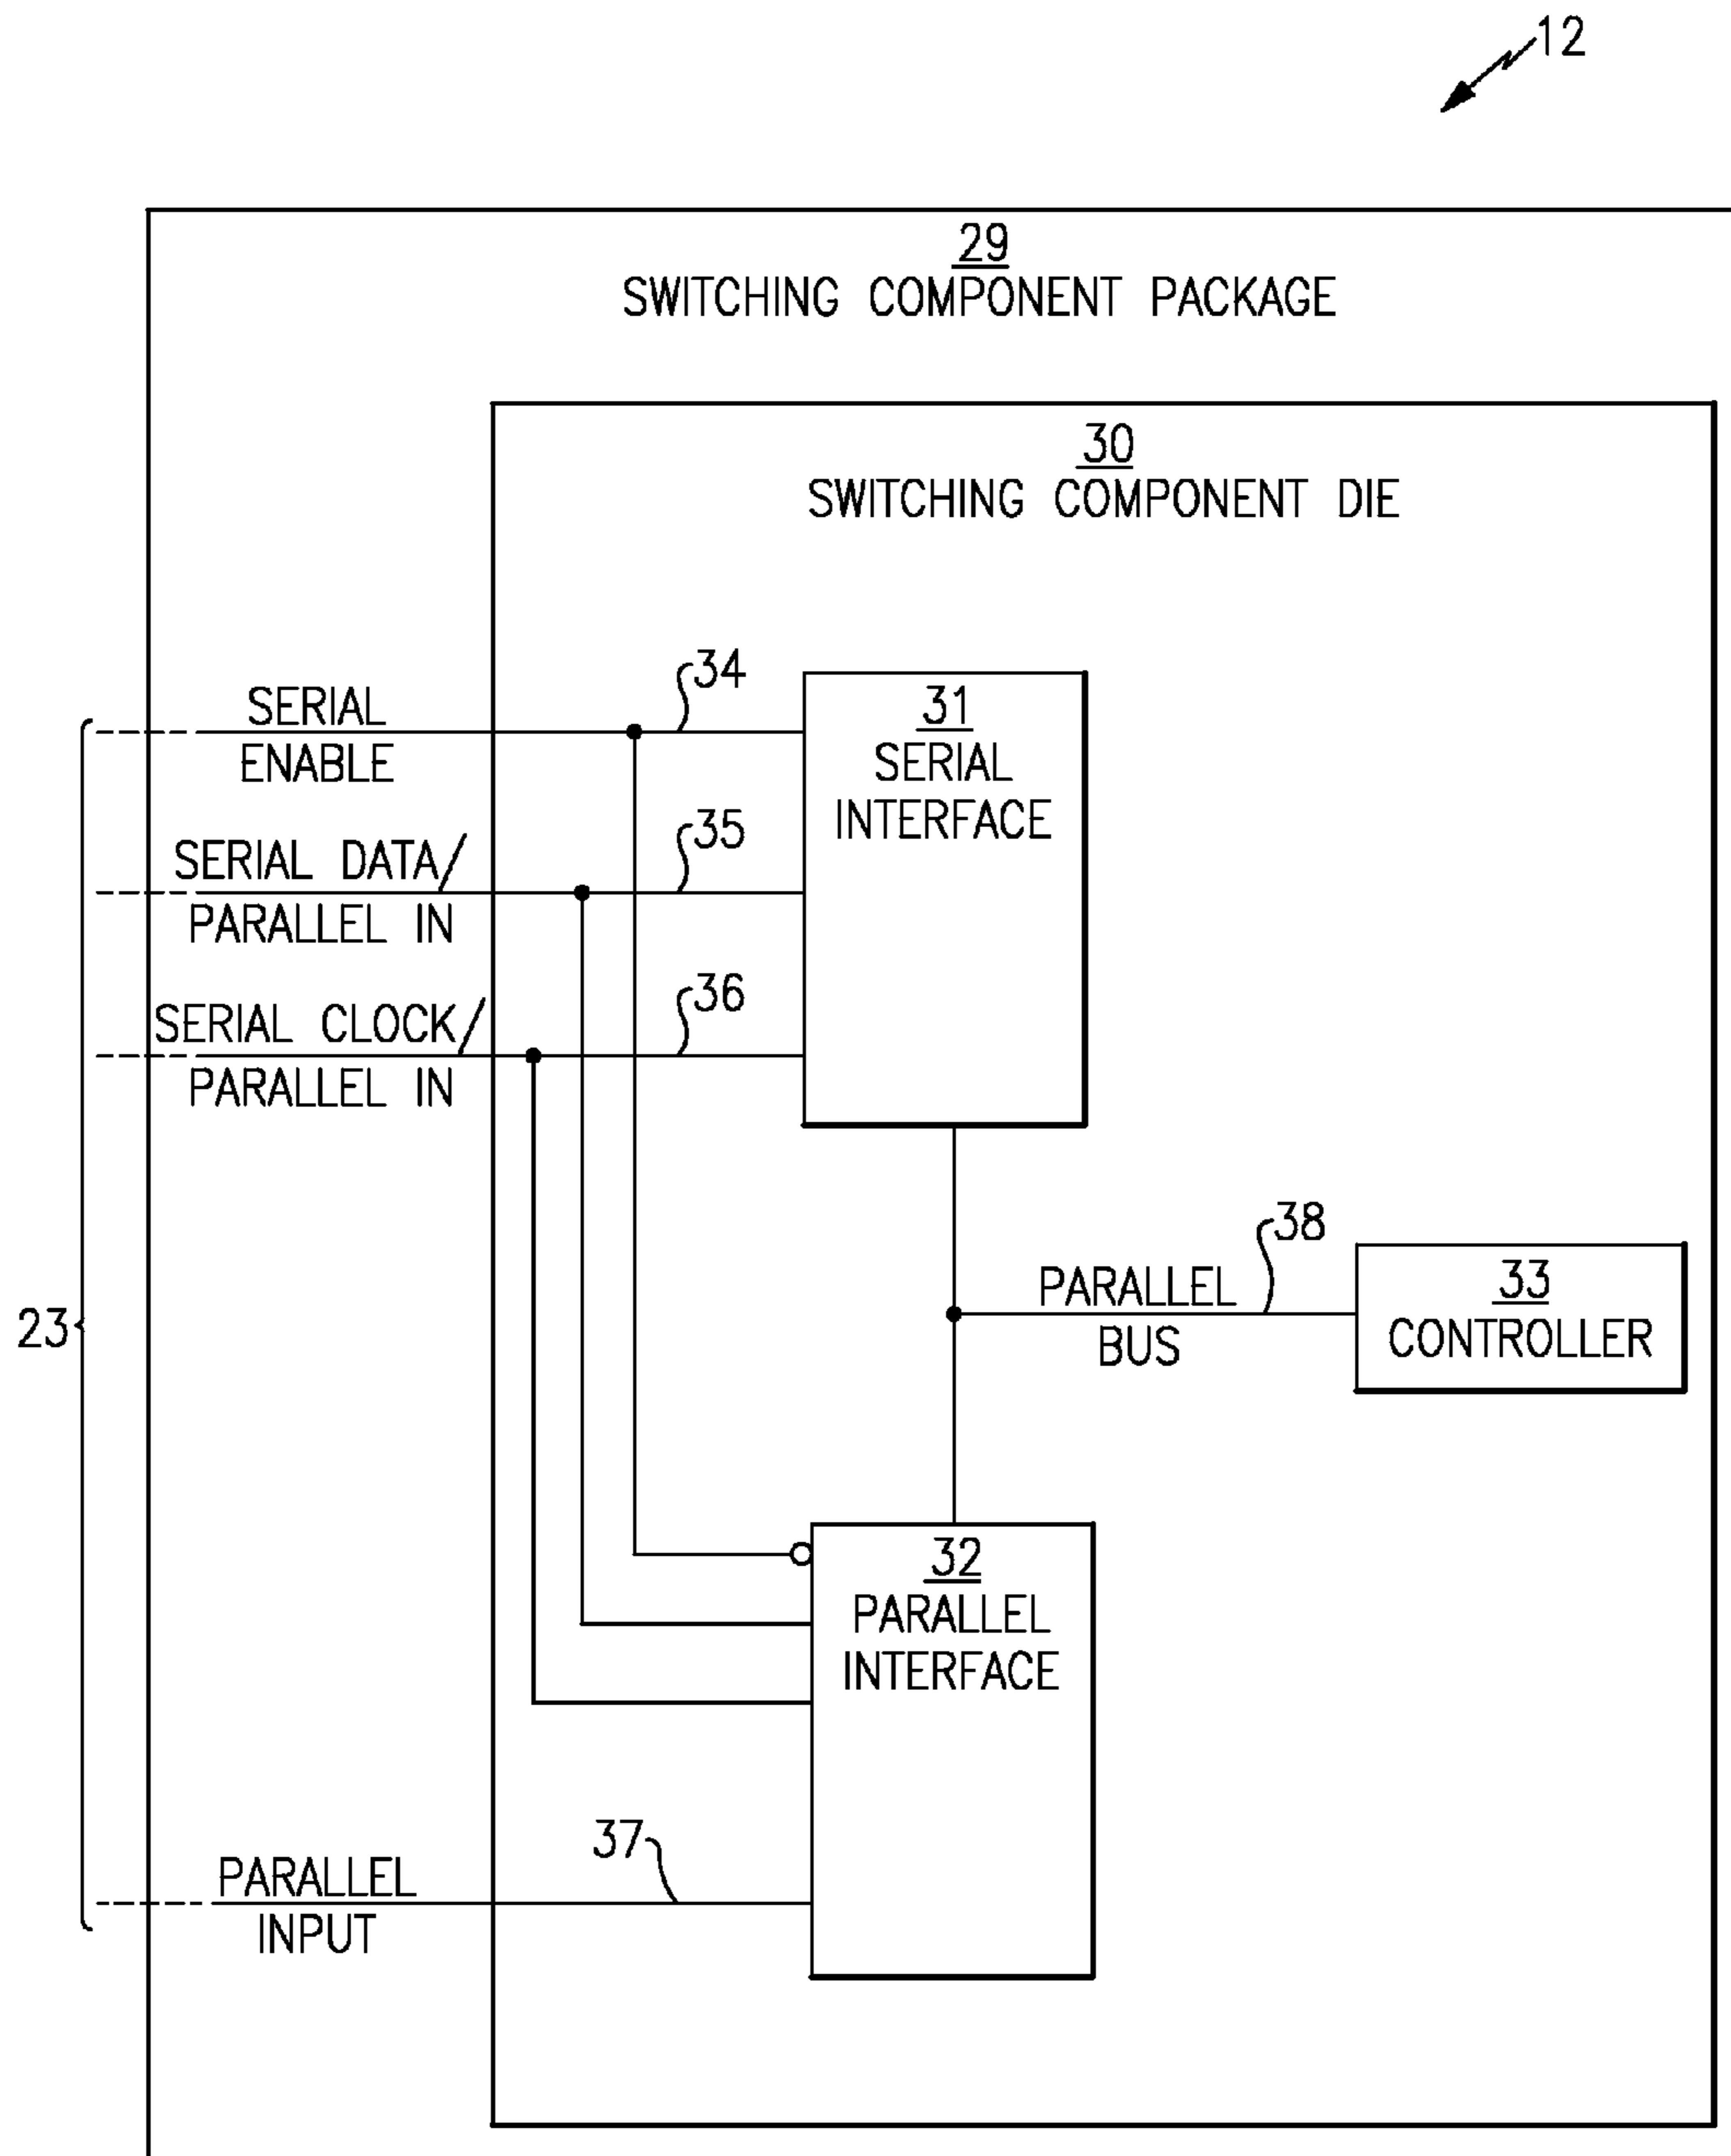 12
29
SWITCHING COMPONENT PACKAGE
30
SWITCHING COMPONENT DIE
34
SERIAL
ENABLE
31
SERIAL
INTERFACE
35
SERIAL DATA/
PARALLEL IN
36
SERIAL CLOCK/
PARALLEL IN
38
PARALLEL
BUS
33
CONTROLLER
23
32
PARALLEL
INTERFACE
37
PARALLEL
INPUT